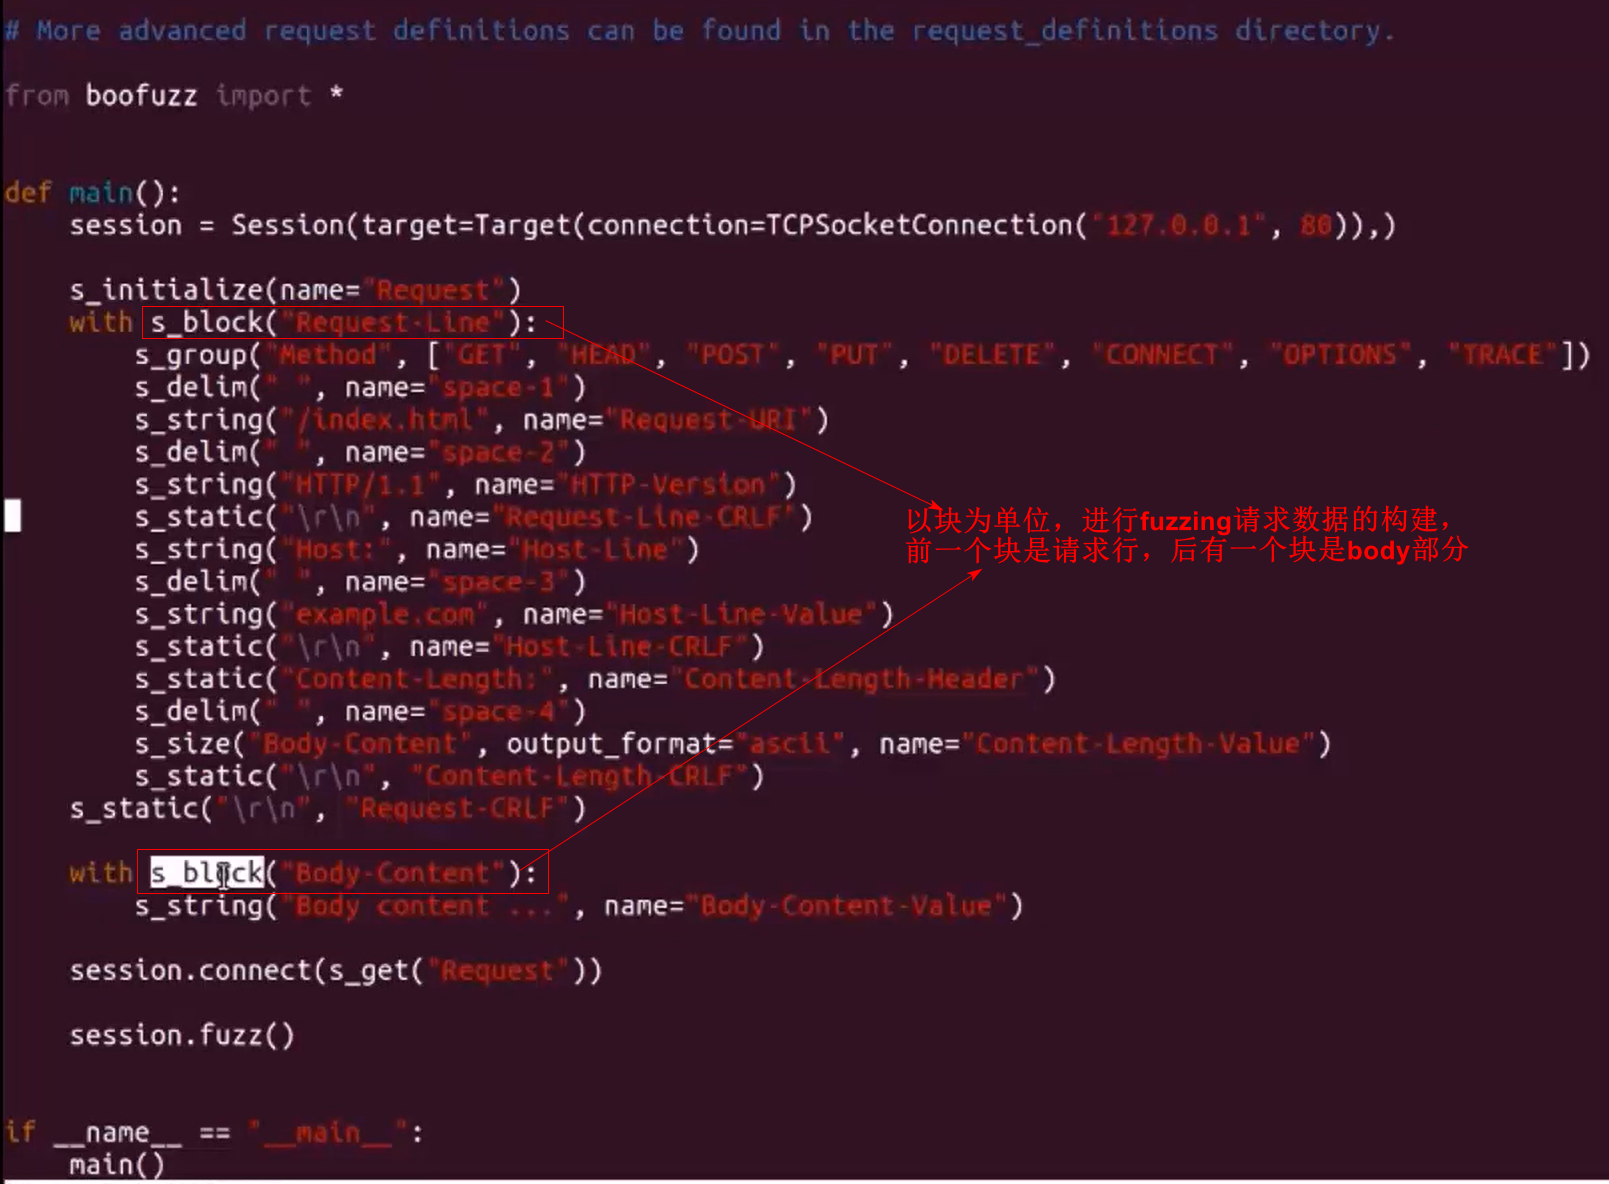 # More advanced request definitions can be found in the request_definitions directory.
from boofuzz import *
def main():
session = Session(target=Target(connection=TCPSocketConnection("127.0.0.1", 80)),)
s_initialize(name="Request")
with s_block("Request-Line"):
s_group("Method", ["GET", "HEAD", "POST", "PUT", "DELETE", "CONNECT", "OPTIONS", "TRACE"])
s_delim(" ", name="space-1")
s_string("/index.html", name="Request-URI")
s_delim(" ", name="space-2")
s_string("HTTP/1.1", name="HTTP-Version")
s_static("\r\n", name="Request-Line-CRLF")
s_string("Host:", name="Host-Line")
s_delim(" ", name="space-3")
s_string("example.com", name="Host-Line-Value")
s_static("\r\n", name="Host-Line-CRLF")
s_static("Content-Length:", name="Content-Length-Header")
s_delim(" ", name="space-4")
s_size("Body-Content", output_format="ascii", name="Content-Length-Value")
s_static("\r\n", "Content-Length-CRLF")
s_static("\r\n", "Request-CRLF")
with s_block("Body-Content"):
s_string("Body content ...", name="Body-Content-Value")
session.connect(s_get("Request"))
session.fuzz()
if __name__ == "__main__":
main()
以块为单位，进行fuzzing请求数据的构建，
前一个块是请求行，后有一个块是body部分